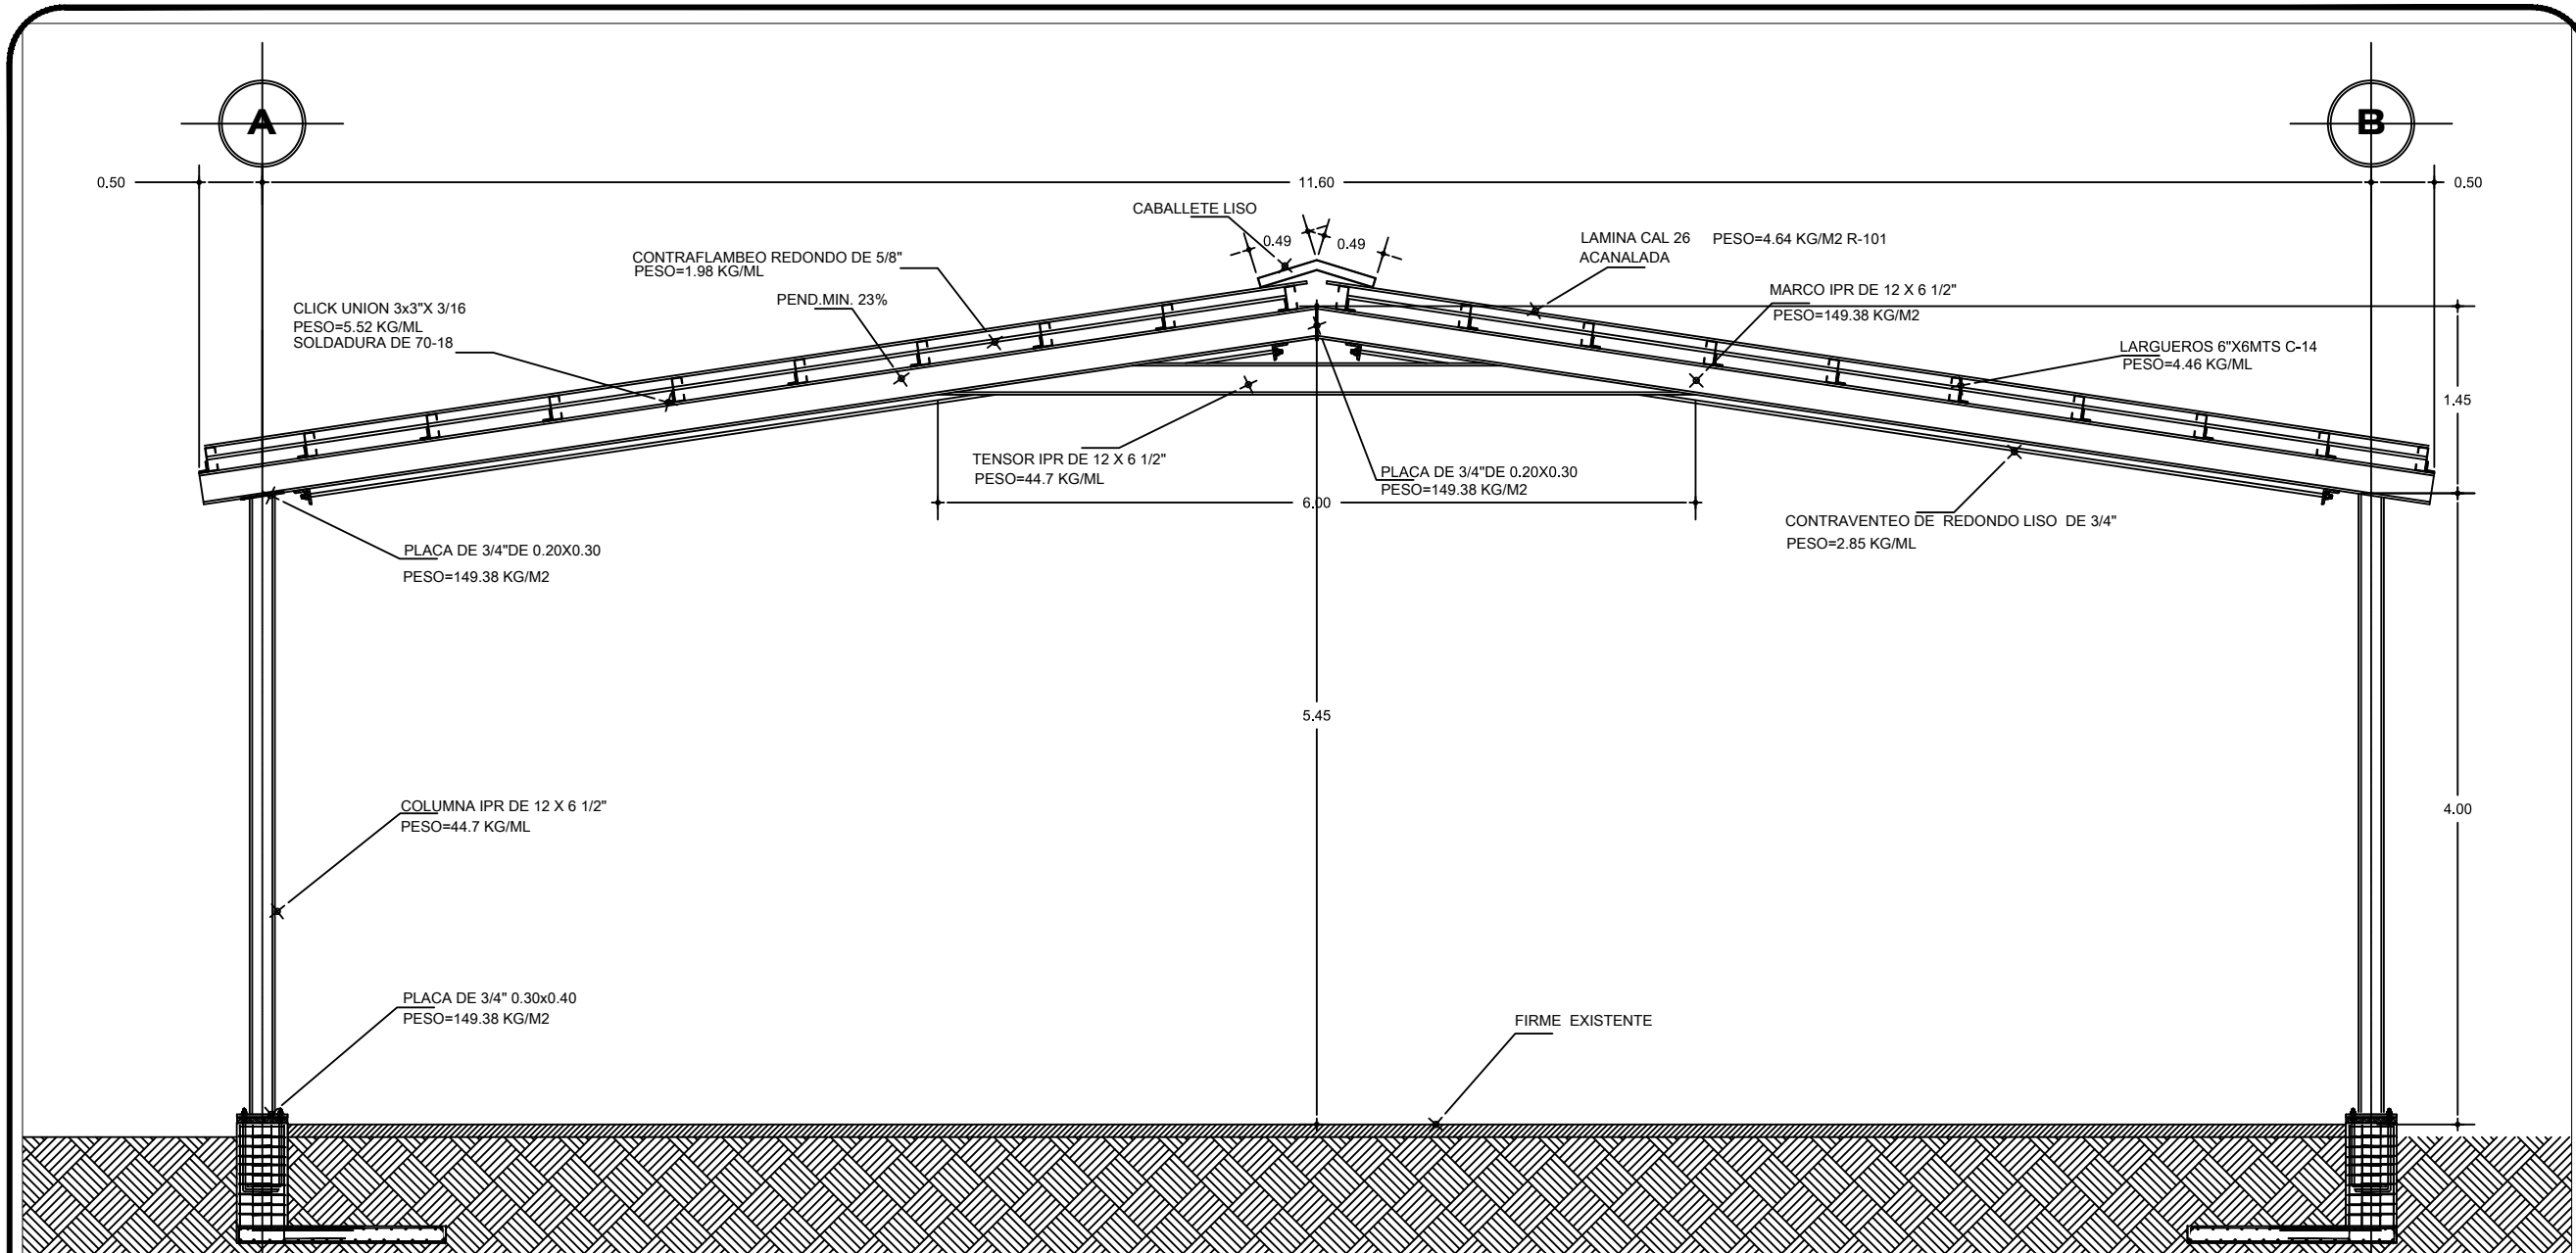 A
B
0.50
11.60
0.50
CABALLETE LISO
0.49
0.49
LAMINA CAL 26 PESO=4.64 KG/M2 R-101
ACANALADA
CONTRAFLAMBEO REDONDO DE 5/8"
PESO=1.98 KG/ML
PEND.MIN. 23%
MARCO IPR DE 12 X 6 1/2"
PESO=149.38 KG/M2
CLICK UNION 3x3"X 3/16
PESO=5.52 KG/ML
SOLDADURA DE 70-18
LARGUEROS 6"X6MTS C-14
PESO=4.46 KG/ML
1.45
TENSOR IPR DE 12 X 6 1/2"
PESO=44.7 KG/ML
PLACA DE 3/4"DE 0.20X0.30
PESO=149.38 KG/M2
6.00
CONTRAVENTEO DE REDONDO LISO DE 3/4"
PESO=2.85 KG/ML
PLACA DE 3/4"DE 0.20X0.30
PESO=149.38 KG/M2
5.45
COLUMNA IPR DE 12 X 6 1/2"
PESO=44.7 KG/ML
4.00
PLACA DE 3/4" 0.30x0.40
PESO=149.38 KG/M2
FIRME EXISTENTE